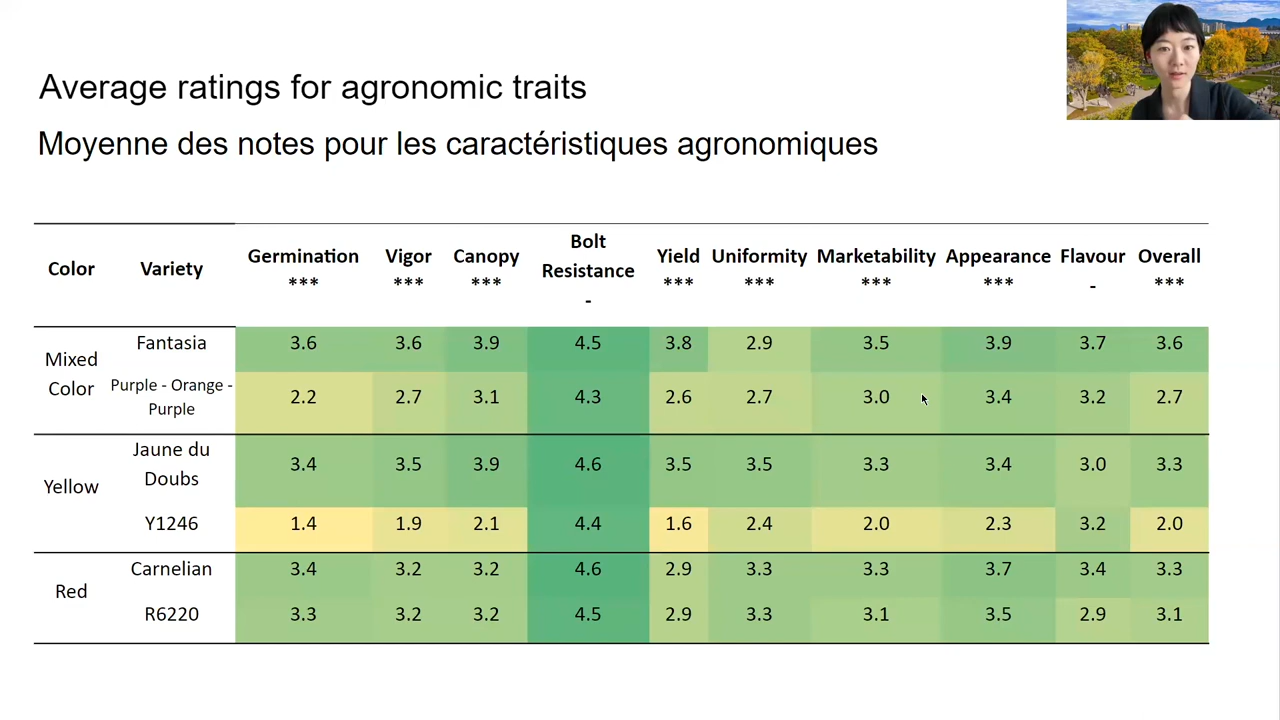 Average ratings for agronomic traits
Moyenne des notes pour les caractéristiques agronomiques
Color Variety Germination *** Vigor *** Canopy *** Bolt Resistance - Yield *** Uniformity *** Marketability *** Appearance *** Flavour - Overall ***
Mixed Color
Fantasia 3.6 3.6 3.9 4.5 3.8 2.9 3.5 3.9 3.7 3.6
Purple - Orange - Purple 2.2 2.7 3.1 4.3 2.6 2.7 3.0 3.4 3.2 2.7
Yellow
Jaune du Doubs 3.4 3.5 3.9 4.6 3.5 3.5 3.3 3.4 3.0 3.3
Y1246 1.4 1.9 2.1 4.4 1.6 2.4 2.0 2.3 3.2 2.0
Red
Carnelian 3.4 3.2 3.2 4.6 2.9 3.3 3.3 3.7 3.4 3.3
R6220 3.3 3.2 3.2 4.5 2.9 3.3 3.1 3.5 2.9 3.1